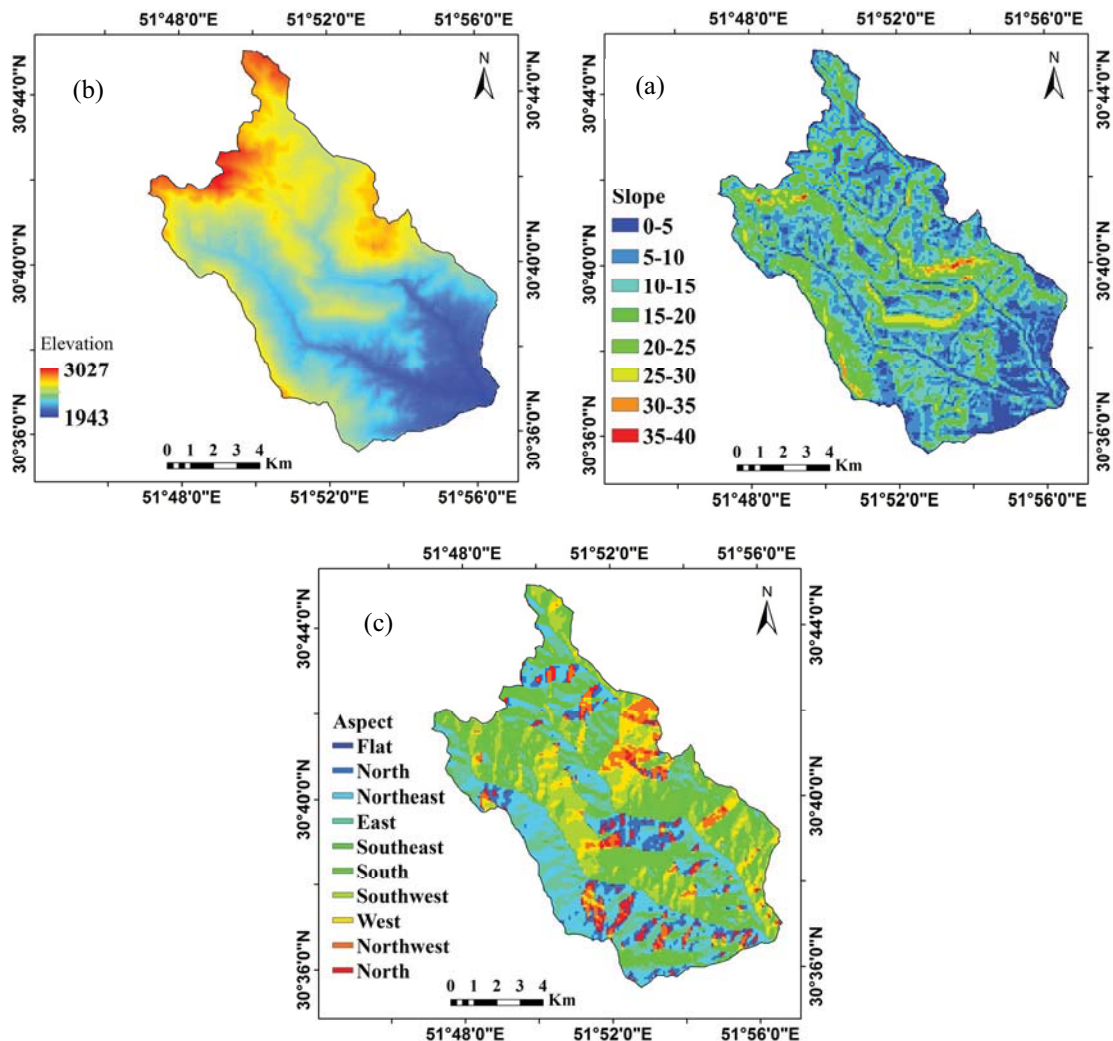 51°48'0"E 51°52'0"E 51°56'0"E
(b)
N
30°44'0"N
30°40'0"N
30°36'0"N
30°44'0"N
30°40'0"N
30°36'0"N
Elevation
3027
1943
0 1 2 3 4
Km
51°48'0"E 51°52'0"E 51°56'0"E
51°48'0"E 51°52'0"E 51°56'0"E
(a)
N
30°44'0"N
30°40'0"N
30°36'0"N
30°44'0"N
30°40'0"N
30°36'0"N
Slope
0-5
5-10
10-15
15-20
20-25
25-30
30-35
35-40
0 1 2 3 4
Km
51°48'0"E 51°52'0"E 51°56'0"E
51°48'0"E 51°52'0"E 51°56'0"E
(c)
N
30°44'0"N
30°40'0"N
30°36'0"N
30°44'0"N
30°40'0"N
30°36'0"N
Aspect
Flat
North
Northeast
East
Southeast
South
Southwest
West
Northwest
North
0 1 2 3 4
Km
51°48'0"E 51°52'0"E 51°56'0"E